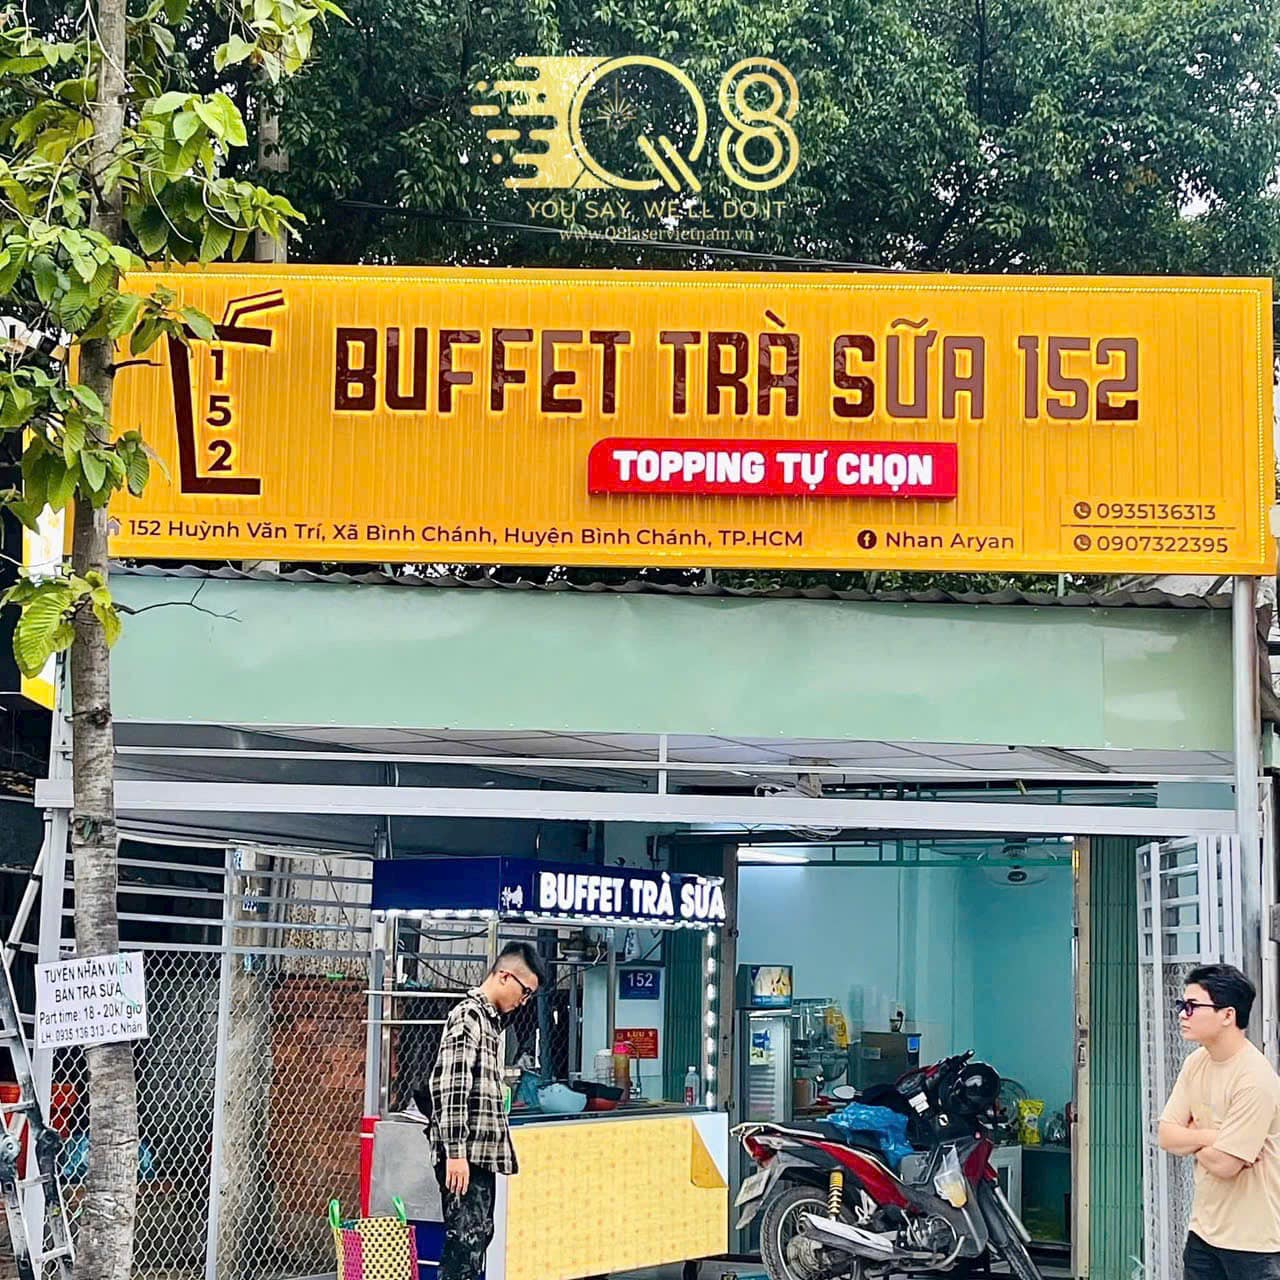 Q8
YOU SAY, WE'LL DO IT
www.Q8laservietnam.vn
152
BUFFET TRÀ SỮA 152
TOPPING TỰ CHỌN
152 Huỳnh Văn Trí, Xã Bình Chánh, Huyện Bình Chánh, TP.HCM
Nhan Aryan
0935136313
0907322395
BUFFET TRÀ SỮA
152
TUYỂN NHÂN VIÊN
BÁN TRÀ SỮA
Part time: 18 - 20k/ giờ
LH: 0935 136 313 - C.Nhân
LƯU Ý